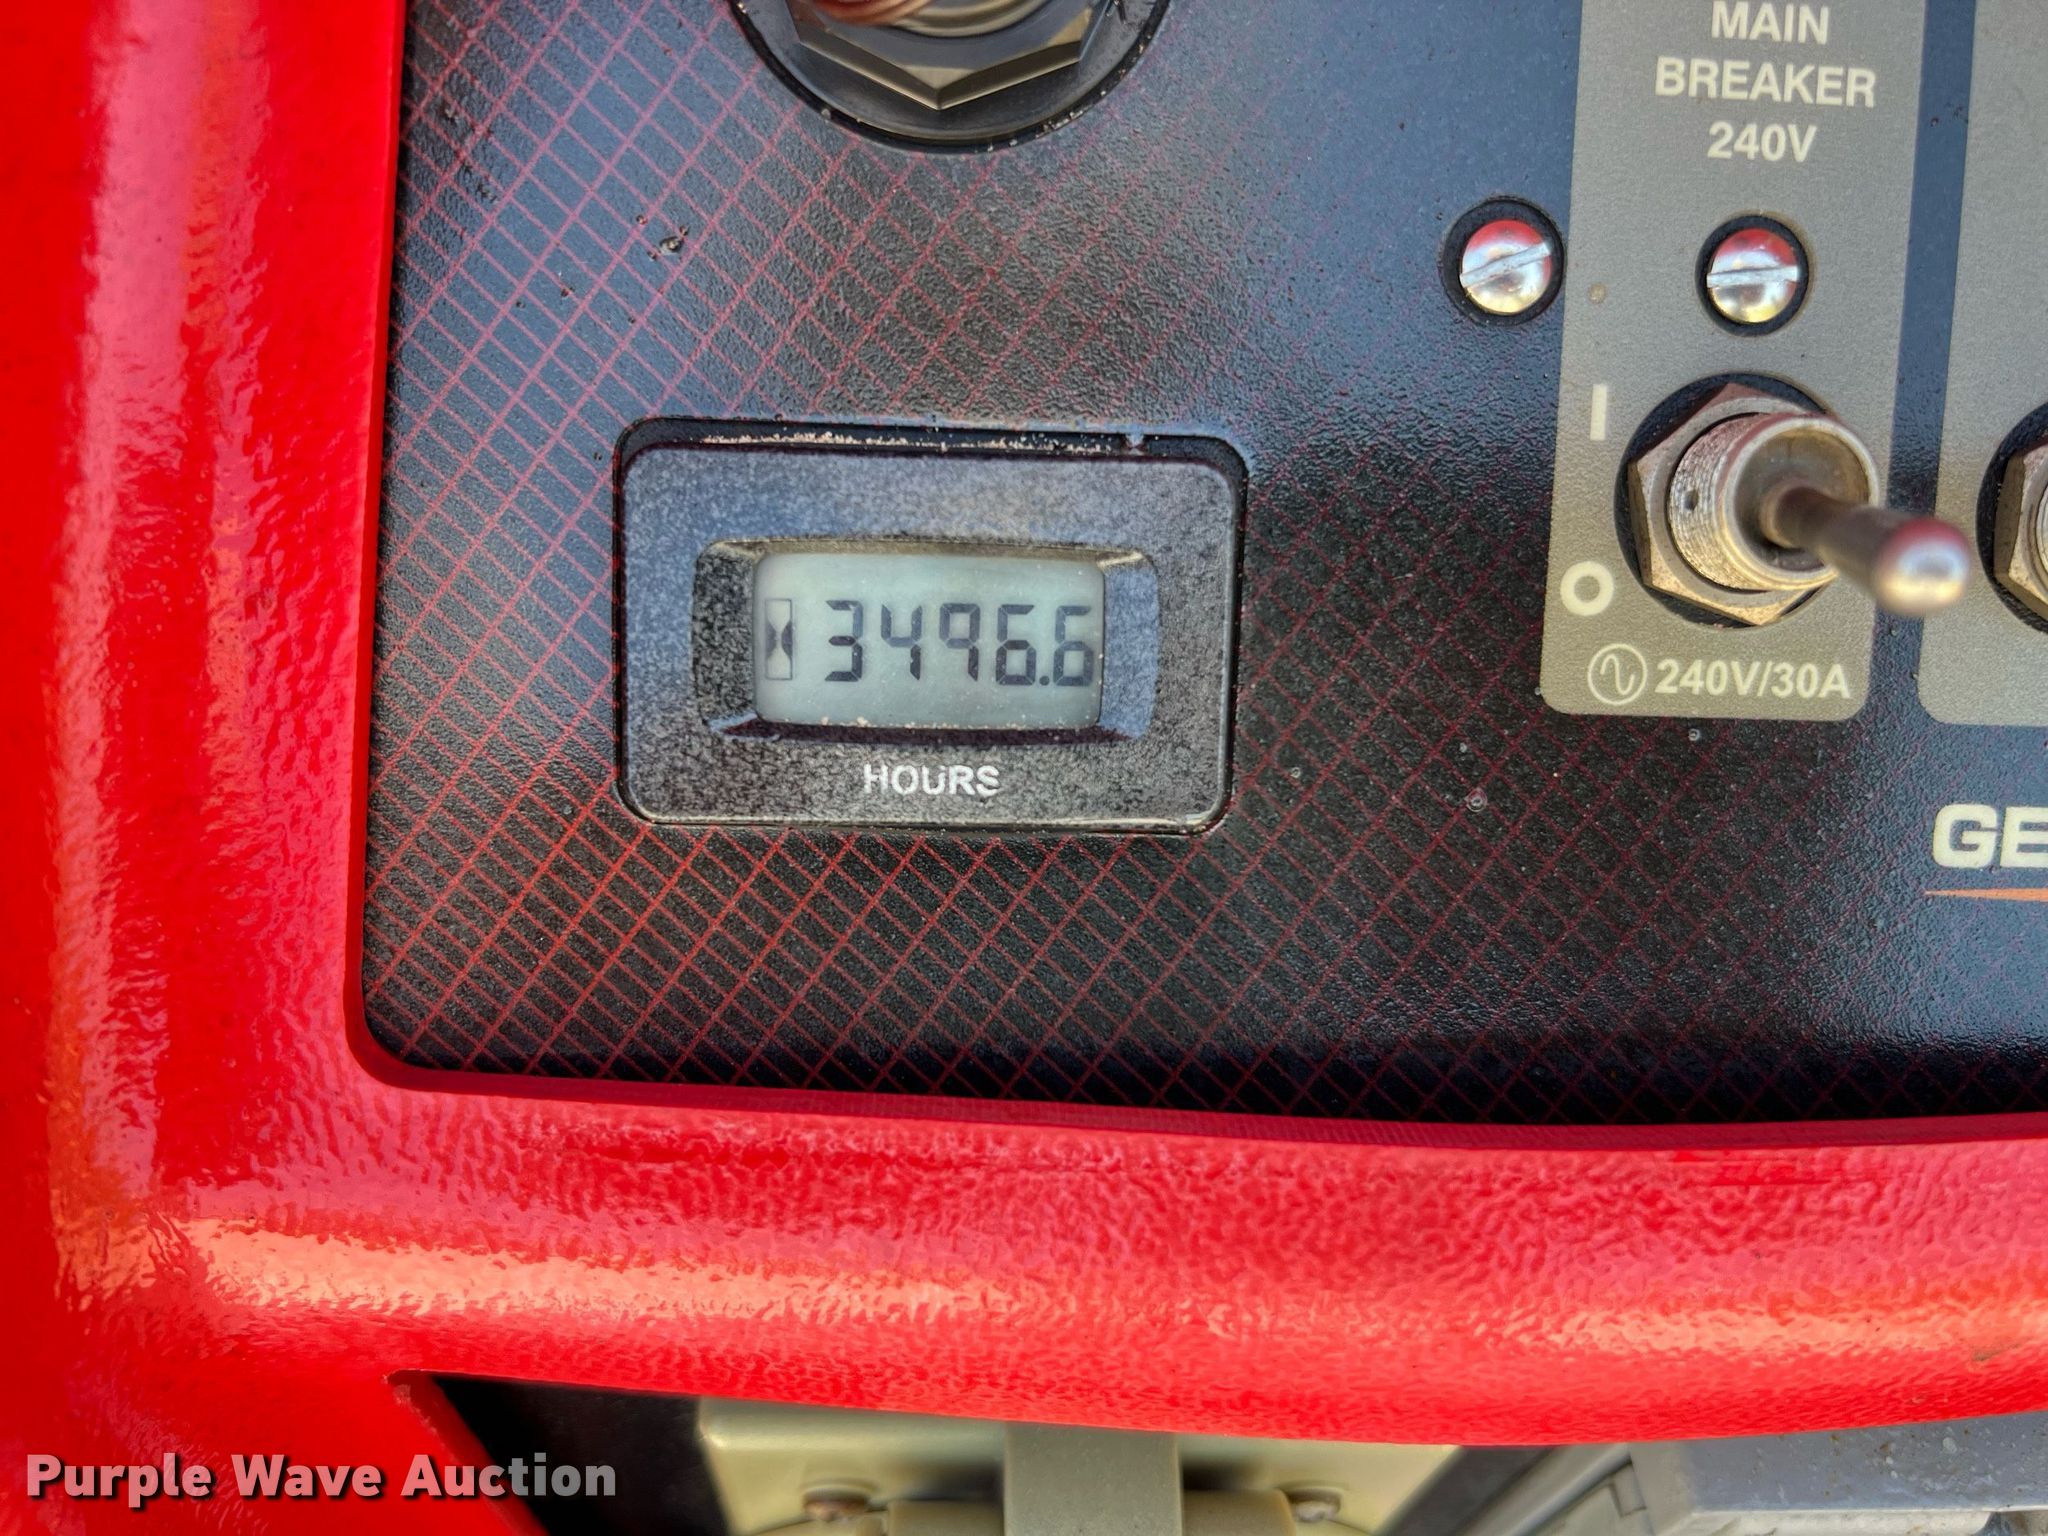 MAIN
BREAKER
240V
I
O
240V/30A
3496.6
HOURS
GE
Purple Wave Auction